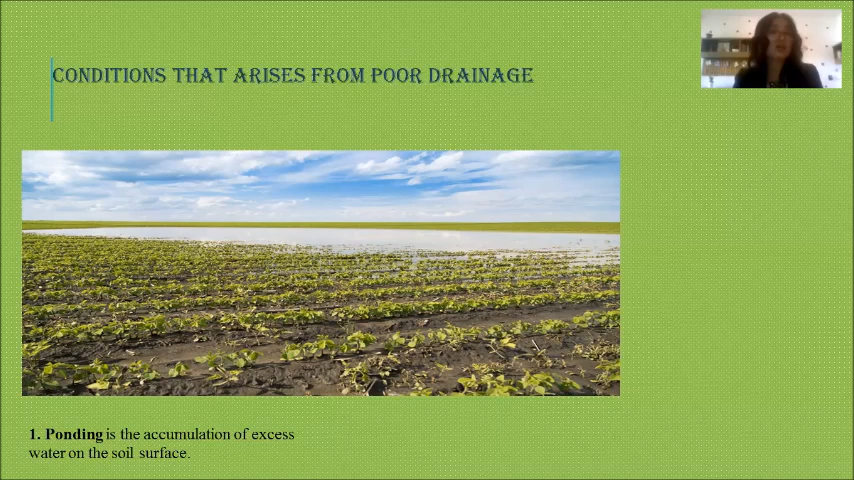 CONDITIONS THAT ARISES FROM POOR DRAINAGE
1. Ponding is the accumulation of excess
water on the soil surface.